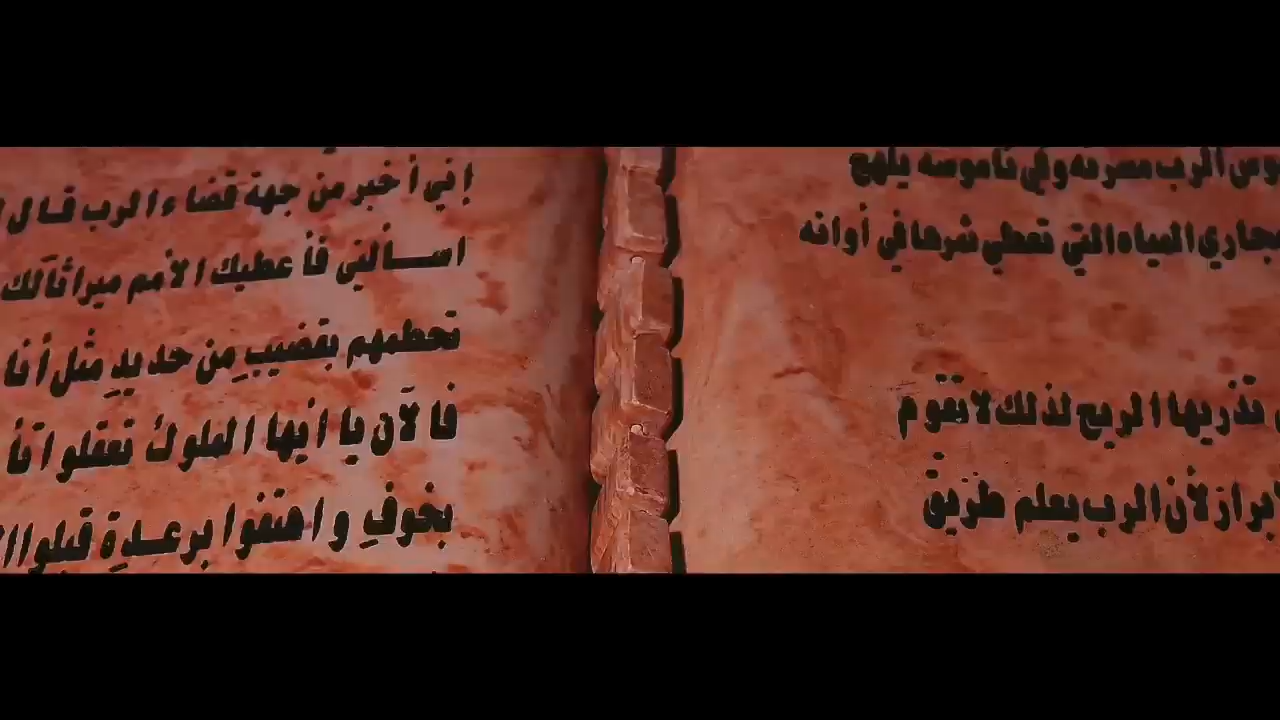 الرب مسرته وفي ناموسه يلهج
مجاري المياه التي تعطي ثمرها في أوانه
تذريها الريح لذلك لا تقوم
لأن الرب يعلم طريق
إني أخبر من جهة قضاء الرب قال
اسألني فأعطيك الأمم ميراثاً لك
تحطمهم بقضيبِ مِن حديدِ مثل أنا
فالآن يا أيها الملوك تعقلوا تأ
بخوفِ واهتفوا برعدةِ قبلوا